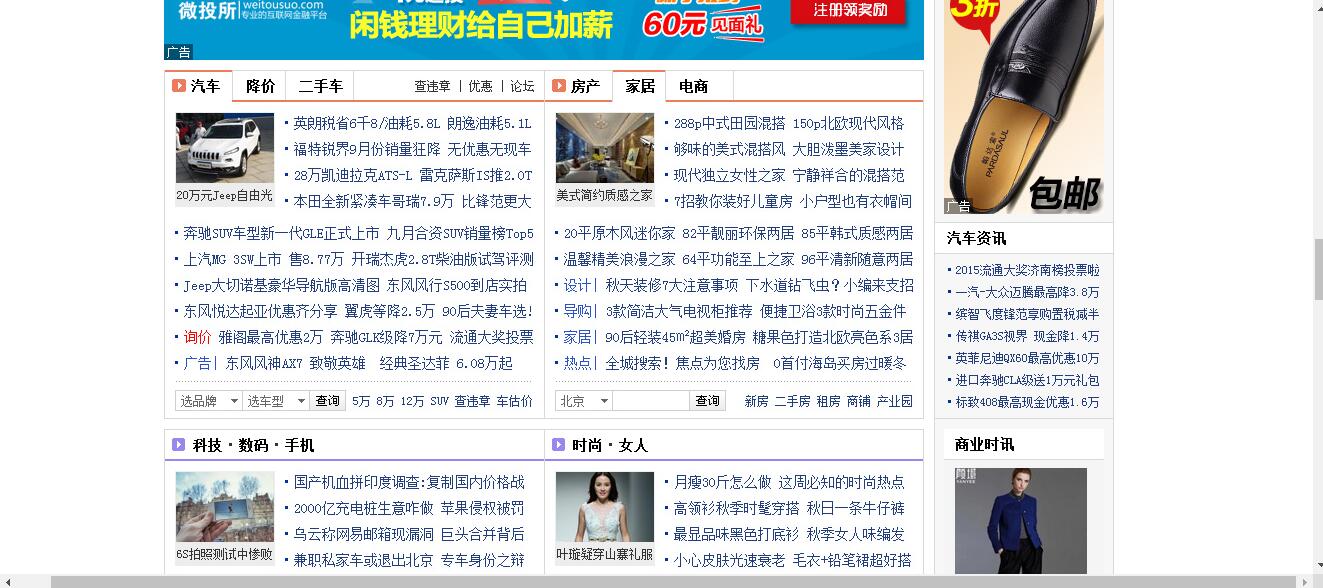 微投所 weitousuo.com
专业的互联网金融平台
闲钱理财给自己加薪
60元 见面礼
注册领奖励
广告
汽车 降价 二手车 查违章 | 优惠 | 论坛
20万元Jeep自由光
英朗税省6千8/油耗5.8L 朗逸油耗5.1L
福特锐界9月份销量狂降 无优惠无现车
28万凯迪拉克ATS-L 雷克萨斯IS推2.0T
本田全新紧凑车哥瑞7.9万 比锋范更大
奔驰SUV车型新一代GLE正式上市 九月合资SUV销量榜Top5
上汽MG 3SW上市 售8.77万 开瑞杰虎2.8T柴油版试驾评测
Jeep大切诺基豪华导航版高清图 东风风行S500到店实拍
东风悦达起亚优惠齐分享 翼虎等降2.5万 90后夫妻车选!
询价 雅阁最高优惠2万 奔驰GLK级降7万元 流通大奖投票
广告| 东风风神AX7 致敬英雄 经典圣达菲 6.08万起
选品牌 选车型 查询 5万 8万 12万 SUV 查违章 车估价
房产 家居 电商
美式简约质感之家
288p中式田园混搭 150p北欧现代风格
够味的美式混搭风 大胆泼墨美家设计
现代独立女性之家 宁静祥合的混搭范
7招教你装好儿童房 小户型也有衣帽间
20平原木风迷你家 82平靓丽环保两居 85平韩式质感两居
温馨精美浪漫之家 64平功能至上之家 96平清新随意两居
设计| 秋天装修7大注意事项 下水道钻飞虫？小编来支招
导购| 3款简洁大气电视柜推荐 便捷卫浴3款时尚五金件
家居| 90后轻装45m²超美婚房 糖果色打造北欧亮色系3居
热点| 全城搜索！焦点为您找房 0首付海岛买房过暖冬
北京 查询 新房 二手房 租房 商铺 产业园
科技·数码·手机
6S拍照测试中惨败
国产机血拼印度调查:复制国内价格战
2000亿充电桩生意咋做 苹果侵权被罚
乌云称网易邮箱现漏洞 巨头合并背后
兼职私家车或退出北京 专车身份之辩
时尚·女人
叶璇疑穿山寨礼服
月瘦30斤怎么做 这周必知的时尚热点
高领衫秋季时髦穿搭 秋日一条牛仔裤
最显品味黑色打底衫 秋季女人味编发
小心皮肤光速衰老 毛衣+铅笔裙超好搭
3折
PARDASAUL
包邮
广告
汽车资讯
2015流通大奖济南榜投票啦
一汽-大众迈腾最高降3.8万
缤智飞度锋范享购置税减半
传祺GA3S视界 现金降1.4万
英菲尼迪QX60最高优惠10万
进口奔驰CLA级送1万元礼包
标致408最高现金优惠1.6万
商业时讯